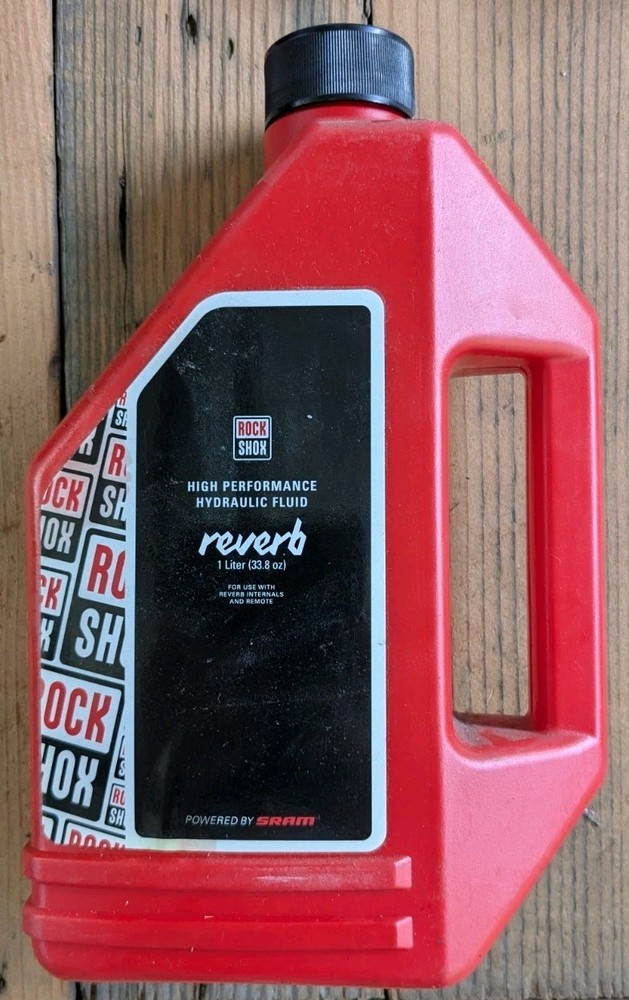 ROCK
SHOX
HIGH PERFORMANCE
HYDRAULIC FLUID
reverb
1 Liter (33.8 oz)
FOR USE WITH
REVERB INTERNALS
AND REMOTE
POWERED BY SRAM
ROCK
SHOX